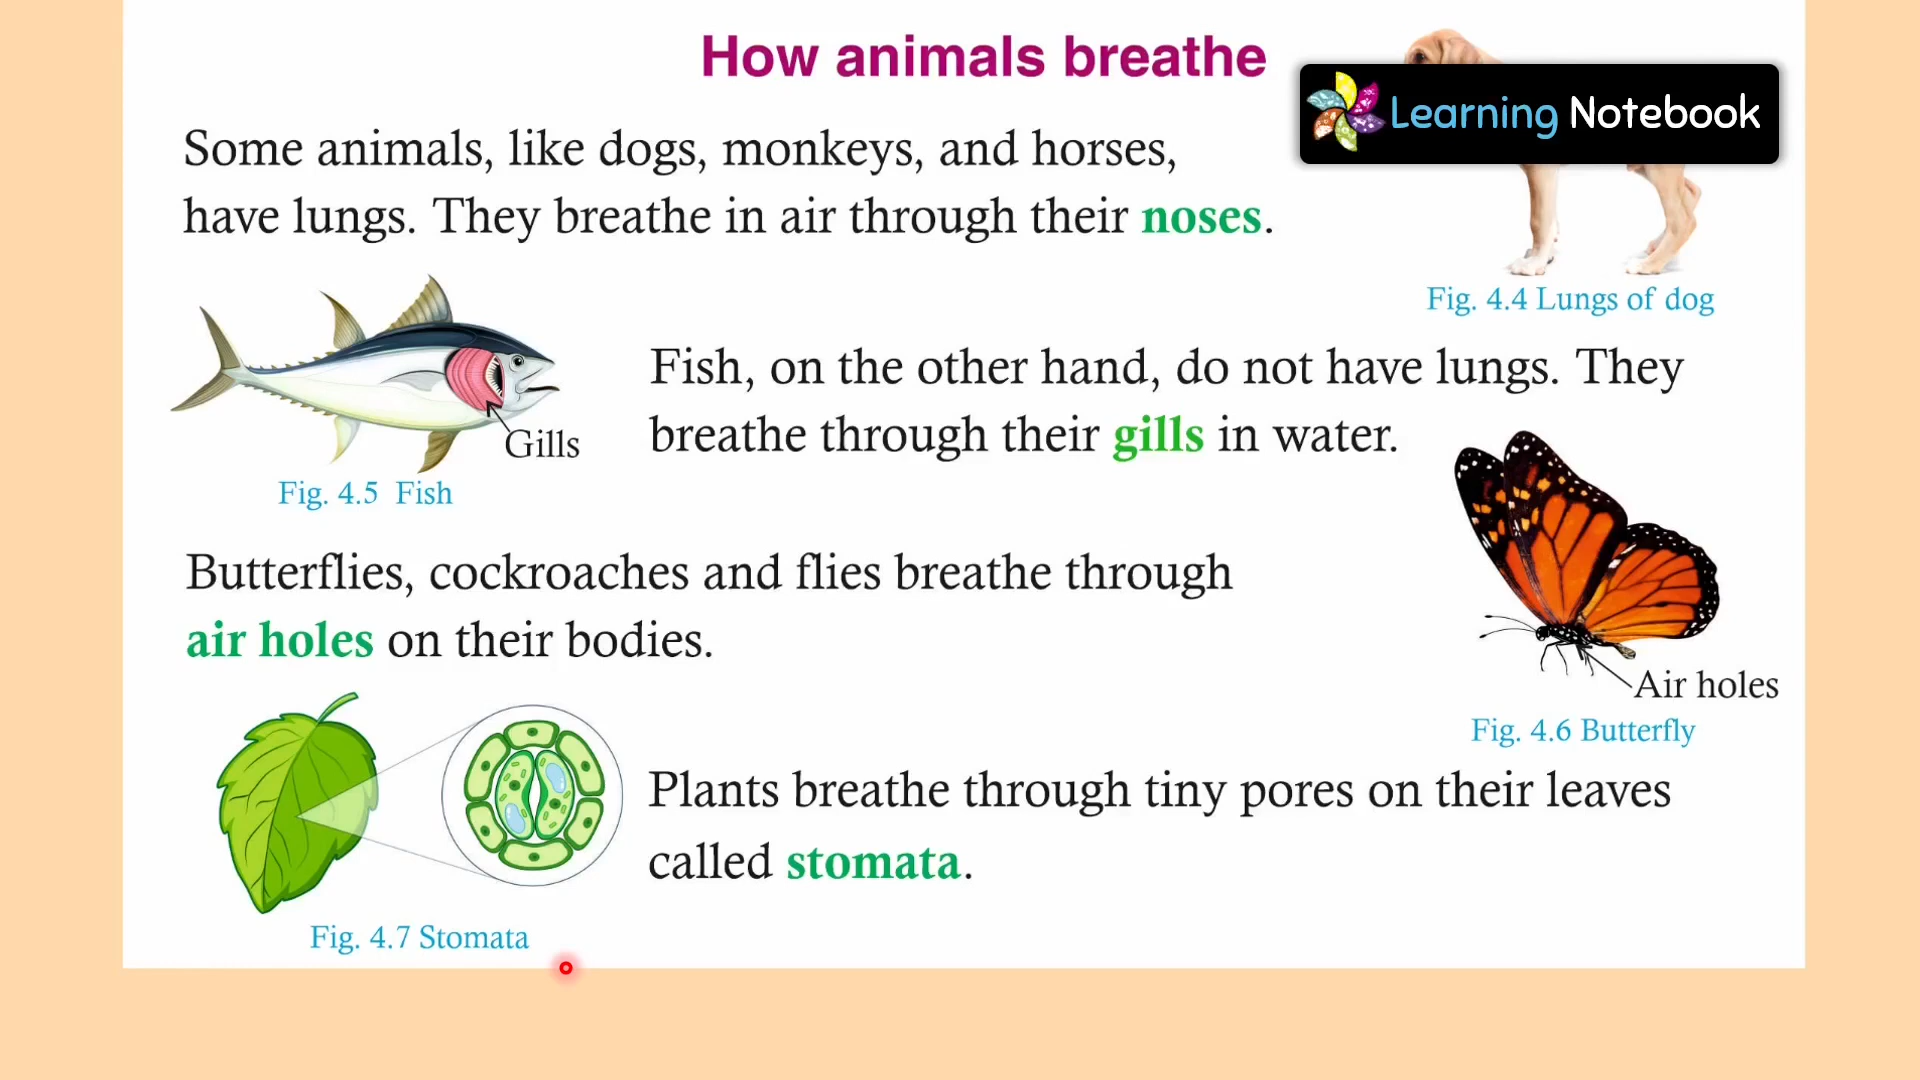 How animals breathe
Learning Notebook
Some animals, like dogs, monkeys, and horses,
have lungs. They breathe in air through their noses.
Fig. 4.4 Lungs of dog
Fish, on the other hand, do not have lungs. They
breathe through their gills in water.
Gills
Fig. 4.5 Fish
Butterflies, cockroaches and flies breathe through
air holes on their bodies.
Air holes
Fig. 4.6 Butterfly
Plants breathe through tiny pores on their leaves
called stomata.
Fig. 4.7 Stomata